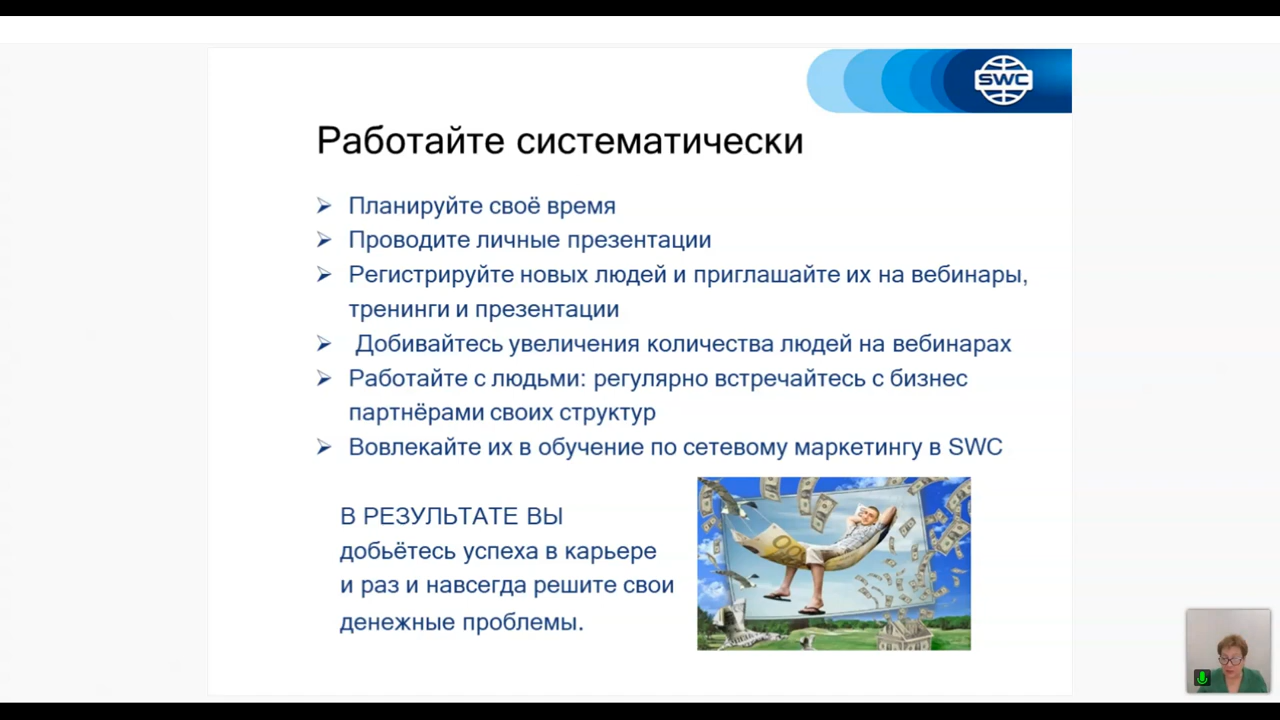 SWC
Работайте систематически
Планируйте своё время
Проводите личные презентации
Регистрируйте новых людей и приглашайте их на вебинары,
тренинги и презентации
Добивайтесь увеличения количества людей на вебинарах
Работайте с людьми: регулярно встречайтесь с бизнес
партнёрами своих структур
Вовлекайте их в обучение по сетевому маркетингу в SWC
В РЕЗУЛЬТАТЕ ВЫ
добьётесь успеха в карьере
и раз и навсегда решите свои
денежные проблемы.